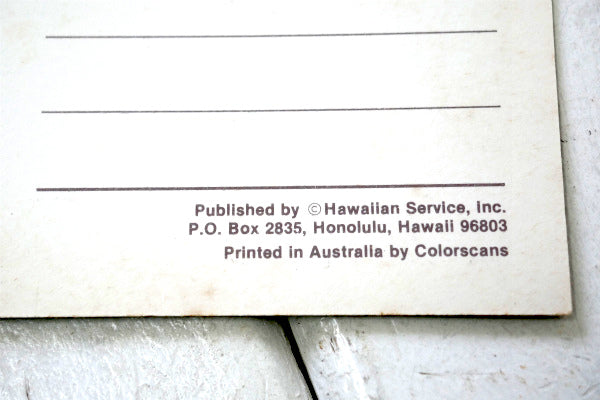 Published by ©Hawaiian Service, Inc.
P.O. Box 2835, Honolulu, Hawaii 96803
Printed in Australia by Colorscans